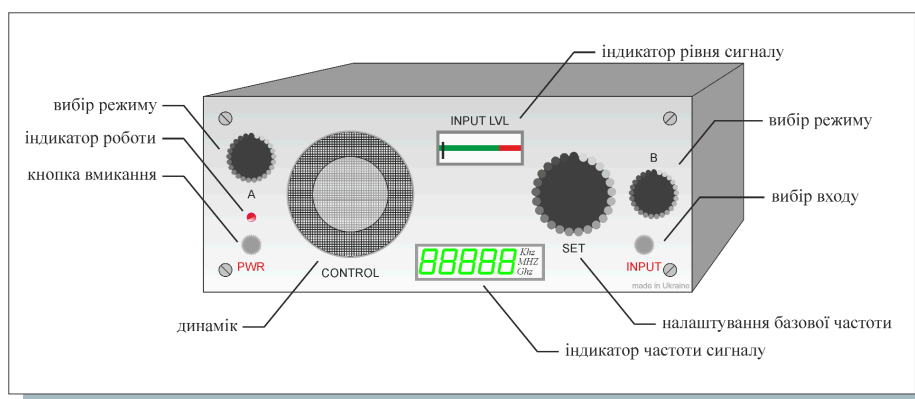 індикатор рівня сигналу
вибір режиму
індикатор роботи
кнопка вмикання
A
PWR
CONTROL
INPUT LVL
88888
Khz
MHZ
Ghz
SET
B
INPUT
made in Ukraine
вибір режиму
вибір входу
динамік
налаштування базової частоти
індикатор частоти сигналу